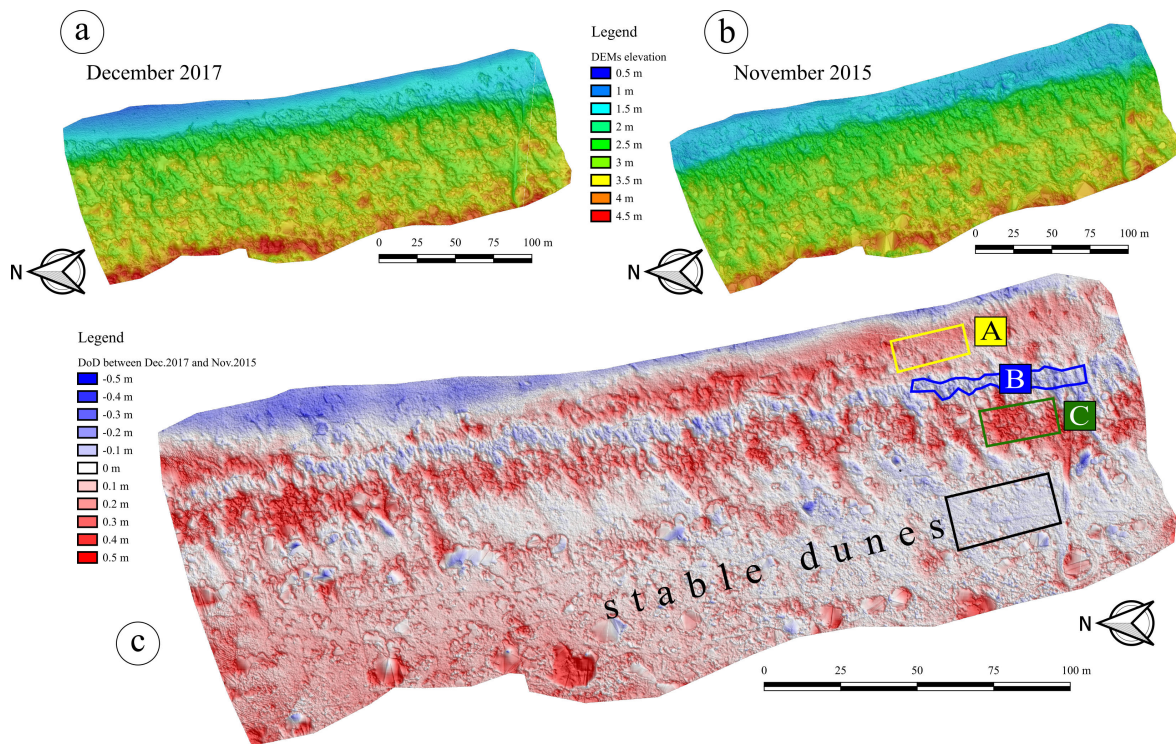 a
December 2017
N
0 25 50 75 100 m
Legend
DEMs elevation
0.5 m
1 m
1.5 m
2 m
2.5 m
3 m
3.5 m
4 m
4.5 m
b
November 2015
N
0 25 50 75 100 m
Legend
DoD between Dec.2017 and Nov.2015
-0.5 m
-0.4 m
-0.3 m
-0.2 m
-0.1 m
0 m
0.1 m
0.2 m
0.3 m
0.4 m
0.5 m
A
B
C
stable dunes
c
N
0 25 50 75 100 m